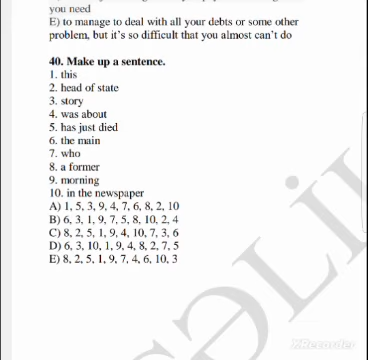 you need
E) to manage to deal with all your debts or some other
problem, but it's so difficult that you almost can't do
40. Make up a sentence.
1. this
2. head of state
3. story
4. was about
5. has just died
6. the main
7. who
8. a former
9. morning
10. in the newspaper
A) 1, 5, 3, 9, 4, 7, 6, 8, 2, 10
B) 6, 3, 1, 9, 7, 5, 8, 10, 2, 4
C) 8, 2, 5, 1, 9, 4, 10, 7, 3, 6
D) 6, 3, 10, 1, 9, 4, 8, 2, 7, 5
E) 8, 2, 5, 1, 9, 7, 4, 6, 10, 3
XRecorder